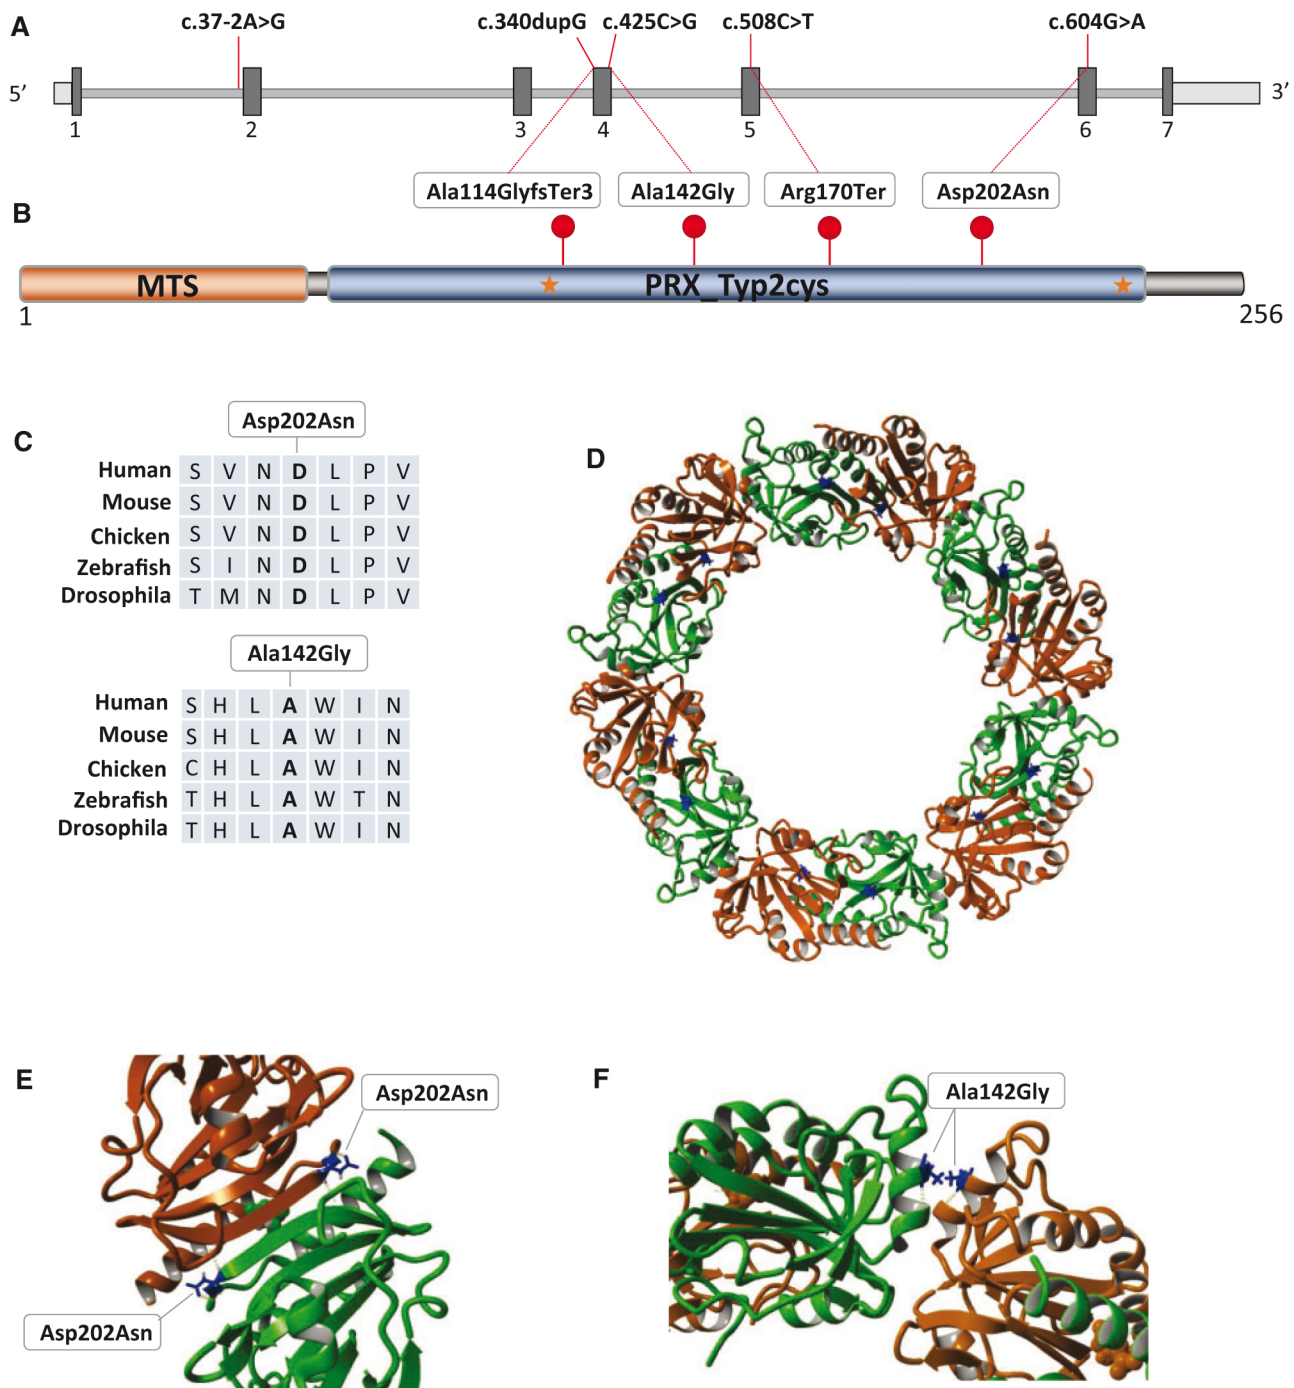 A
c.37-2A>G
c.340dupG
c.425C>G
c.508C>T
c.604G>A
5′
3′
1
2
3
4
5
6
7
Ala114GlyfsTer3
Ala142Gly
Arg170Ter
Asp202Asn
B
MTS
PRX_Typ2cys
1
256
C
Asp202Asn
Human S V N D L P V
Mouse S V N D L P V
Chicken S V N D L P V
Zebrafish S I N D L P V
Drosophila T M N D L P V
Ala142Gly
Human S H L A W I N
Mouse S H L A W I N
Chicken C H L A W I N
Zebrafish T H L A W T N
Drosophila T H L A W I N
D
E
Asp202Asn
Asp202Asn
F
Ala142Gly